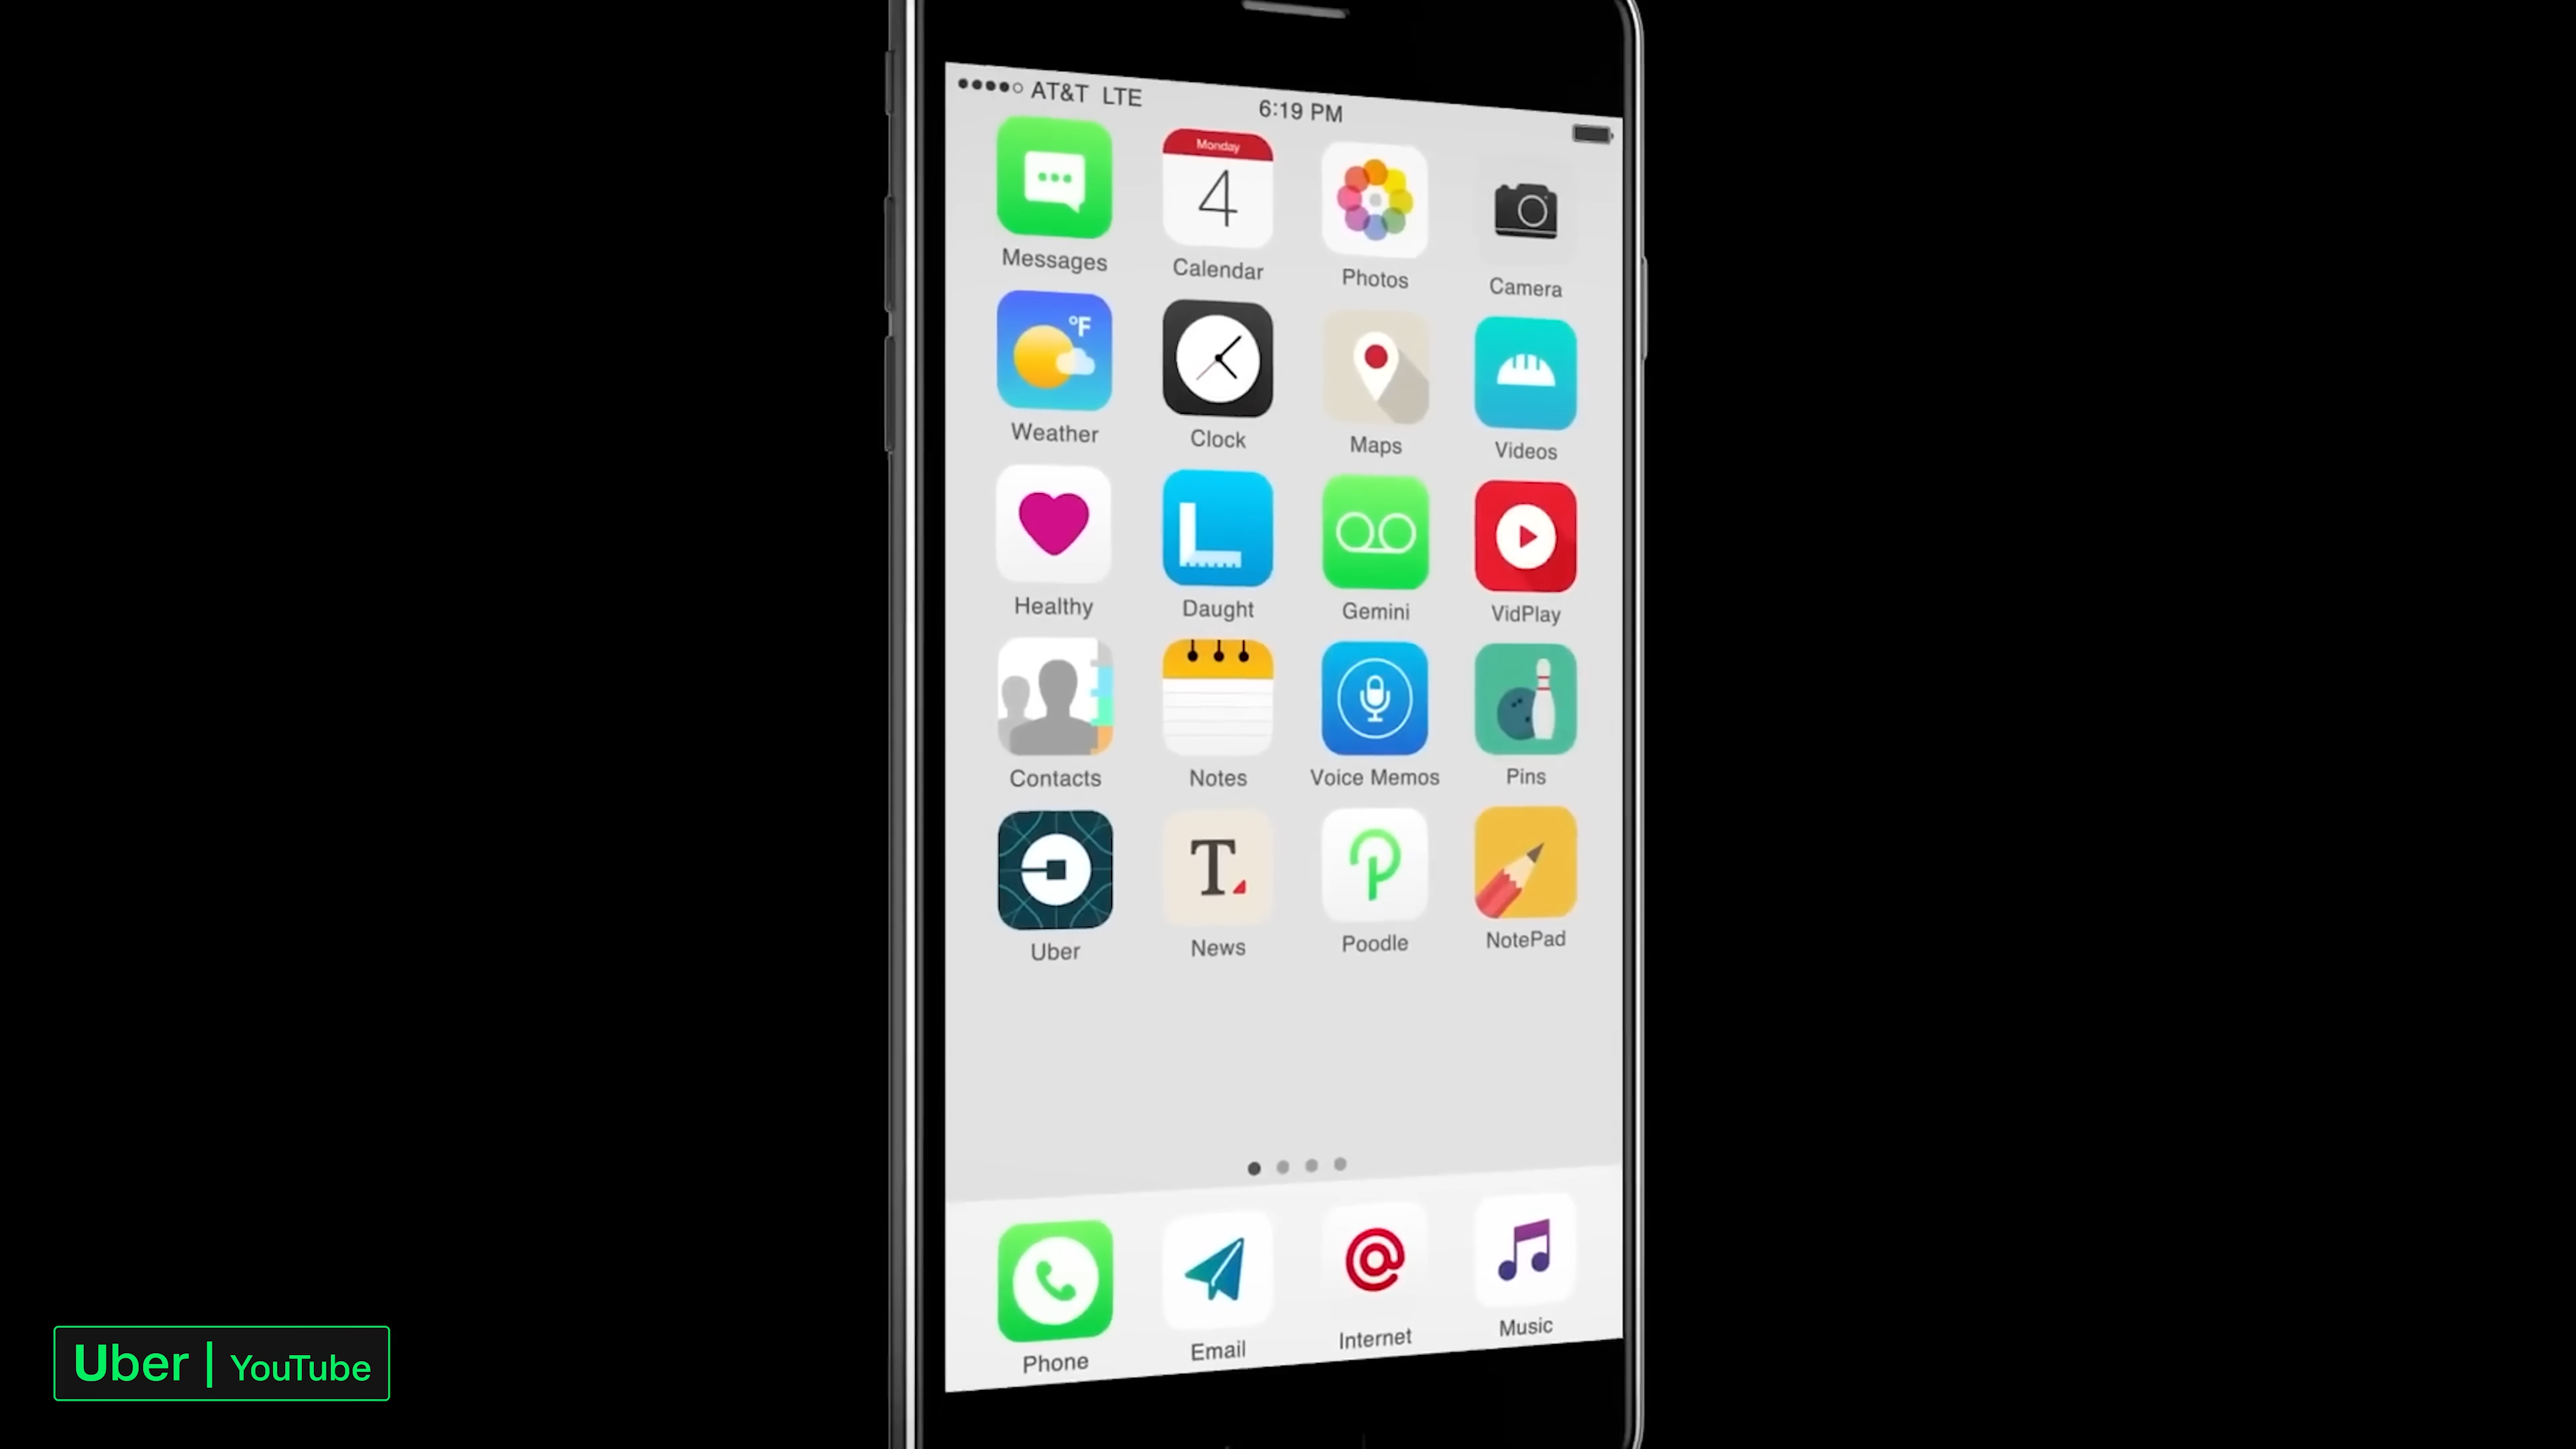 AT&T LTE
6:19 PM
Monday
4
Messages
Calendar
Photos
Camera
°F
Weather
Clock
Maps
Videos
Healthy
Daught
Gemini
VidPlay
Contacts
Notes
Voice Memos
Pins
T.
Uber
News
Poodle
NotePad
Phone
Email
Internet
Music
Uber | YouTube